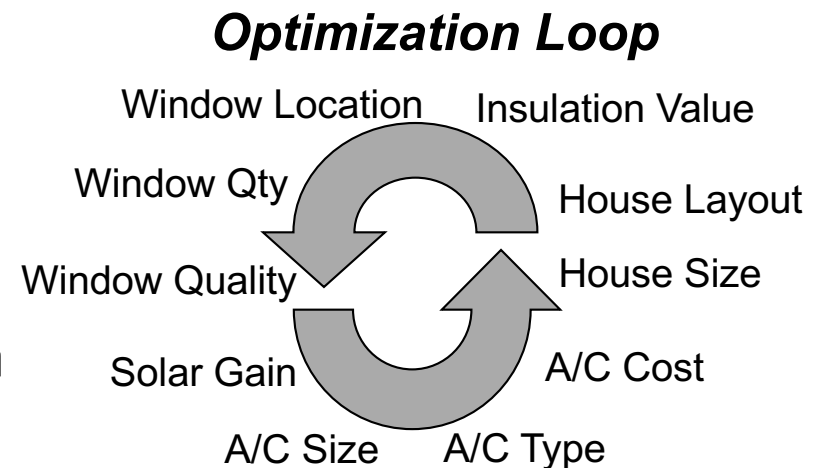 Optimization Loop
Window Location
Insulation Value
Window Qty
House Layout
Window Quality
House Size
Solar Gain
A/C Cost
A/C Size
A/C Type